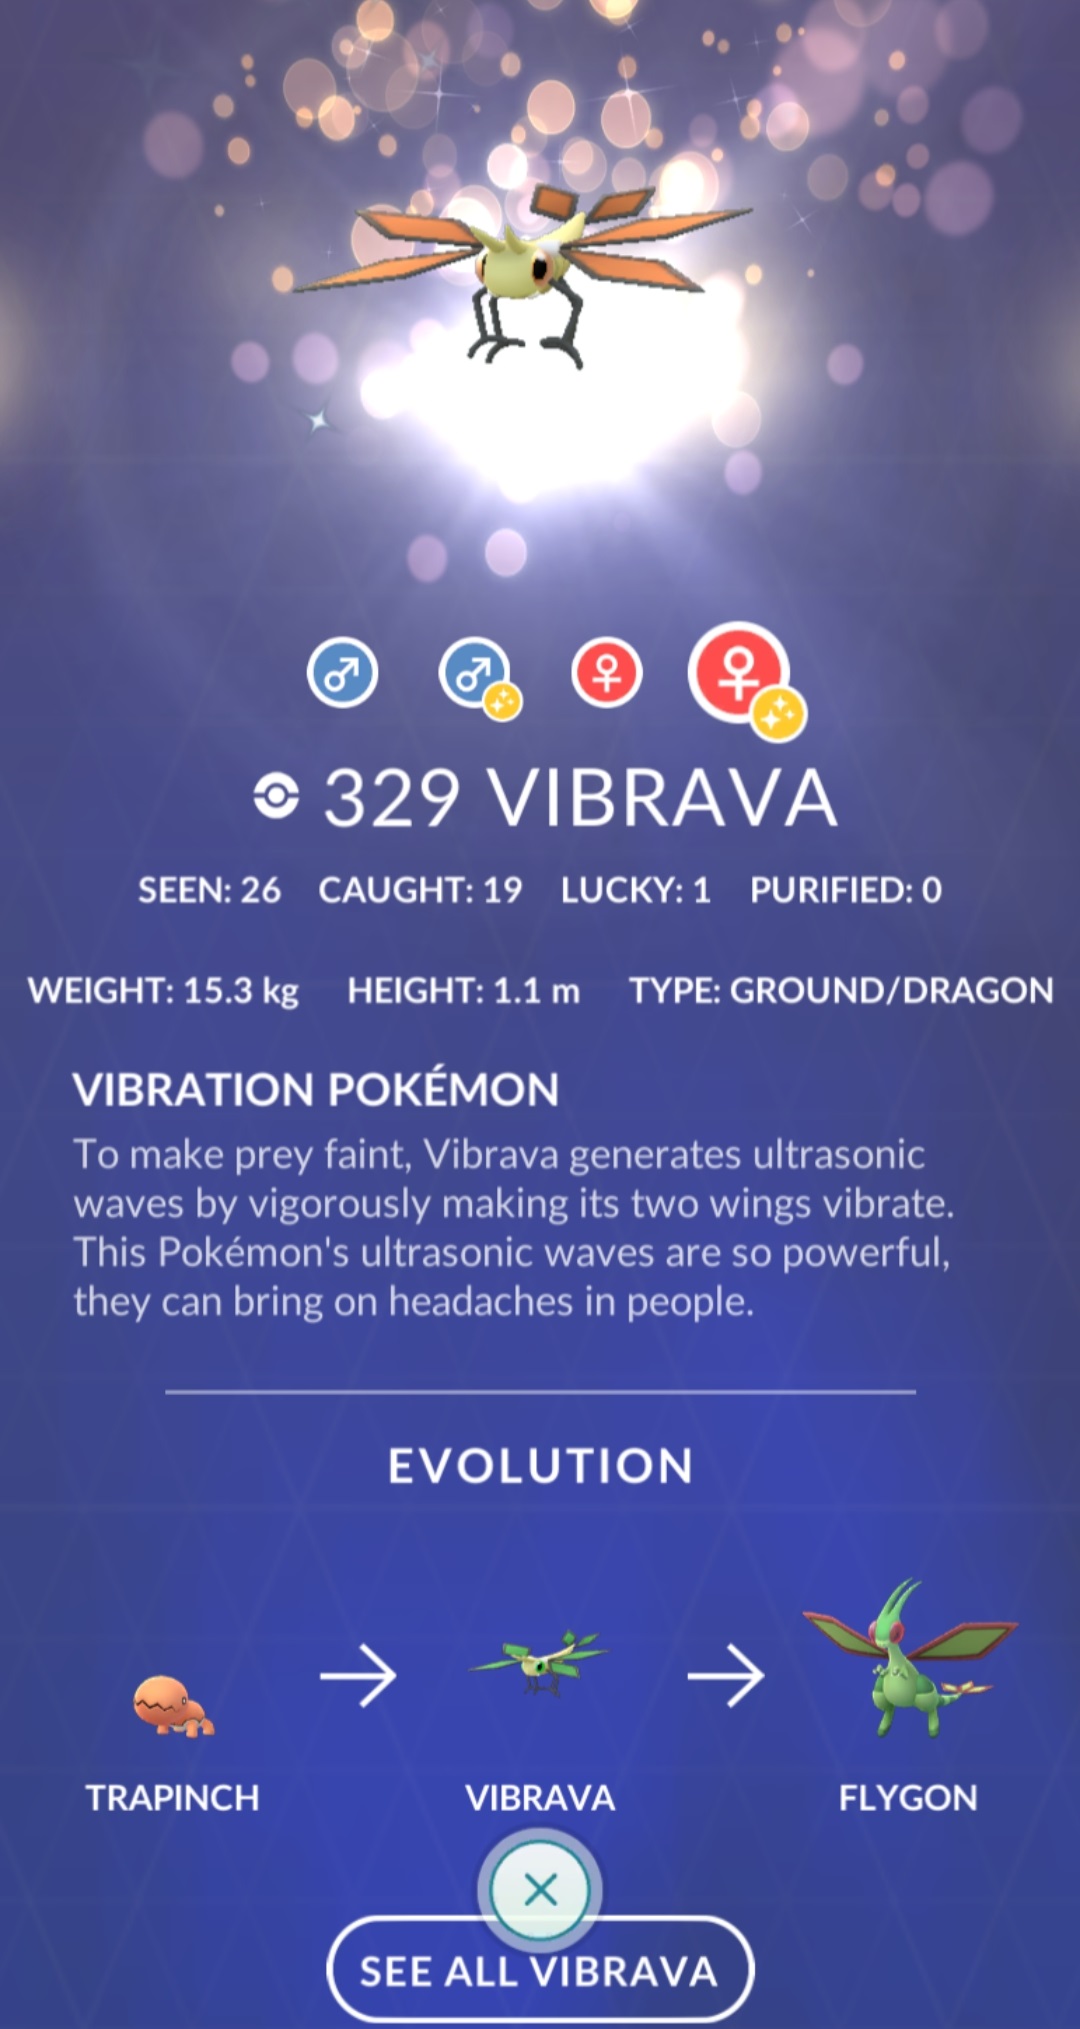 329 VIBRAVA
SEEN: 26 CAUGHT: 19 LUCKY: 1 PURIFIED: 0
WEIGHT: 15.3 kg HEIGHT: 1.1 m TYPE: GROUND/DRAGON
VIBRATION POKÉMON
To make prey faint, Vibrava generates ultrasonic
waves by vigorously making its two wings vibrate.
This Pokémon's ultrasonic waves are so powerful,
they can bring on headaches in people.
EVOLUTION
TRAPINCH VIBRAVA FLYGON
SEE ALL VIBRAVA